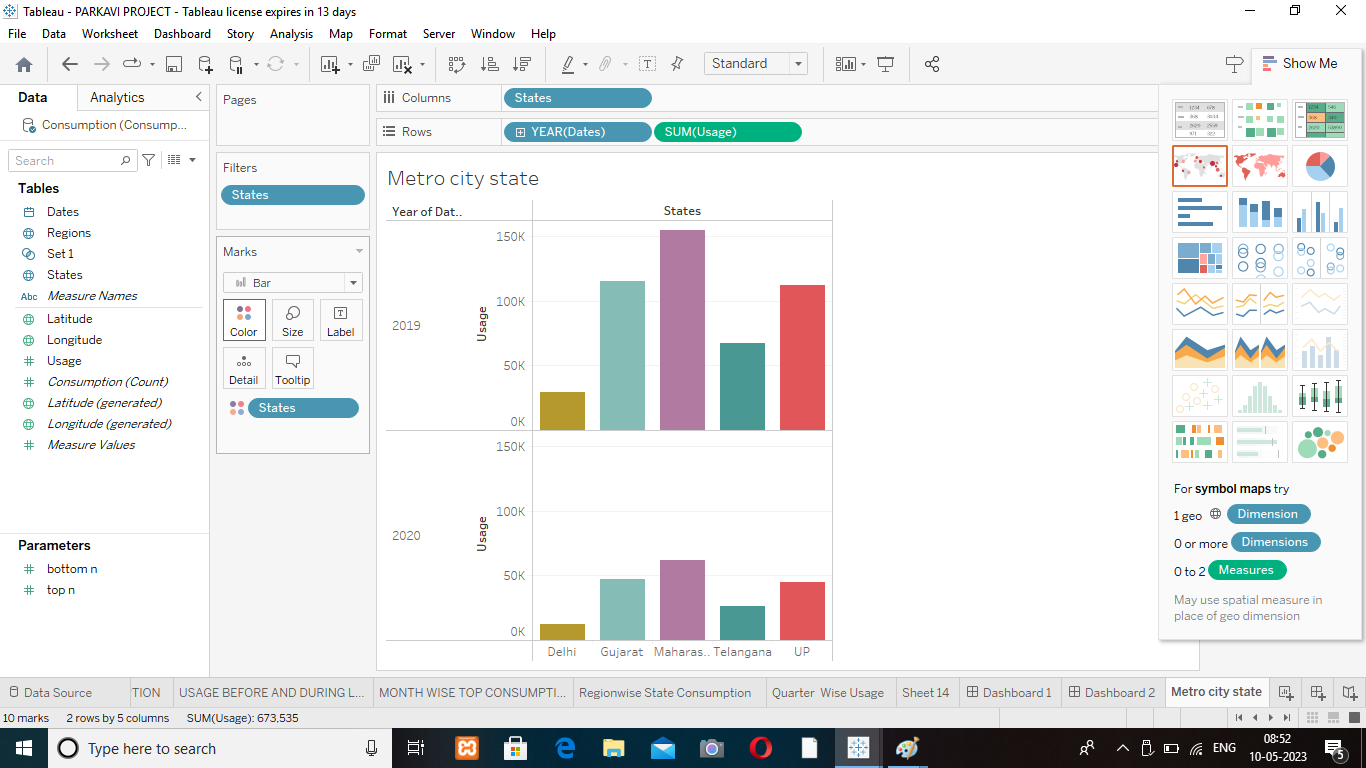 Tableau - PARKAVI PROJECT - Tableau license expires in 13 days
File Data Worksheet Dashboard Story Analysis Map Format Server Window Help
Standard
Show Me
Data Analytics
Consumption (Consump...
Search
Tables
Dates
Regions
Set 1
States
Abc Measure Names
Latitude
Longitude
Usage
Consumption (Count)
Latitude (generated)
Longitude (generated)
Measure Values
Parameters
bottom n
top n
Pages
Filters
States
Marks
Bar
Color Size Label
Detail Tooltip
States
Columns States
Rows YEAR(Dates) SUM(Usage)
Metro city state
Year of Dat.. States
2019
Usage
150K
100K
50K
0K
2020
Usage
150K
100K
50K
0K
Delhi Gujarat Maharas.. Telangana UP
For symbol maps try
1 geo Dimension
0 or more Dimensions
0 to 2 Measures
May use spatial measure in
place of geo dimension
Data Source TION USAGE BEFORE AND DURING L... MONTH WISE TOP CONSUMPTI... Regionwise State Consumption Quarter Wise Usage Sheet 14 Dashboard 1 Dashboard 2 Metro city state
10 marks 2 rows by 5 columns SUM(Usage): 673,535
Type here to search
ENG
08:52
10-05-2023
5